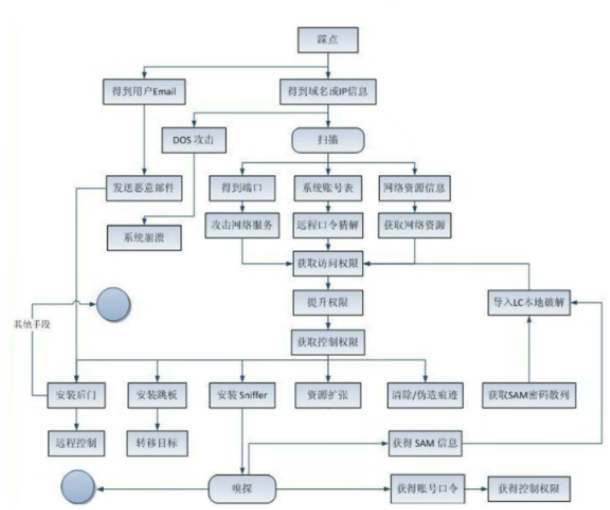 踩点
得到用户Email
得到域名或IP信息
DOS 攻击
扫描
发送恶意邮件
得到端口
系统账号表
网络资源信息
系统崩溃
攻击网络服务
远程口令猜解
获取网络资源
获取访问权限
提升权限
导入LC本地破解
其他手段
获取控制权限
安装后门
安装跳板
安装 Sniffer
资源扩张
清除/伪造痕迹
获取SAM密码散列
远程控制
转移目标
获得 SAM 信息
嗅探
获得账号口令
获得控制权限